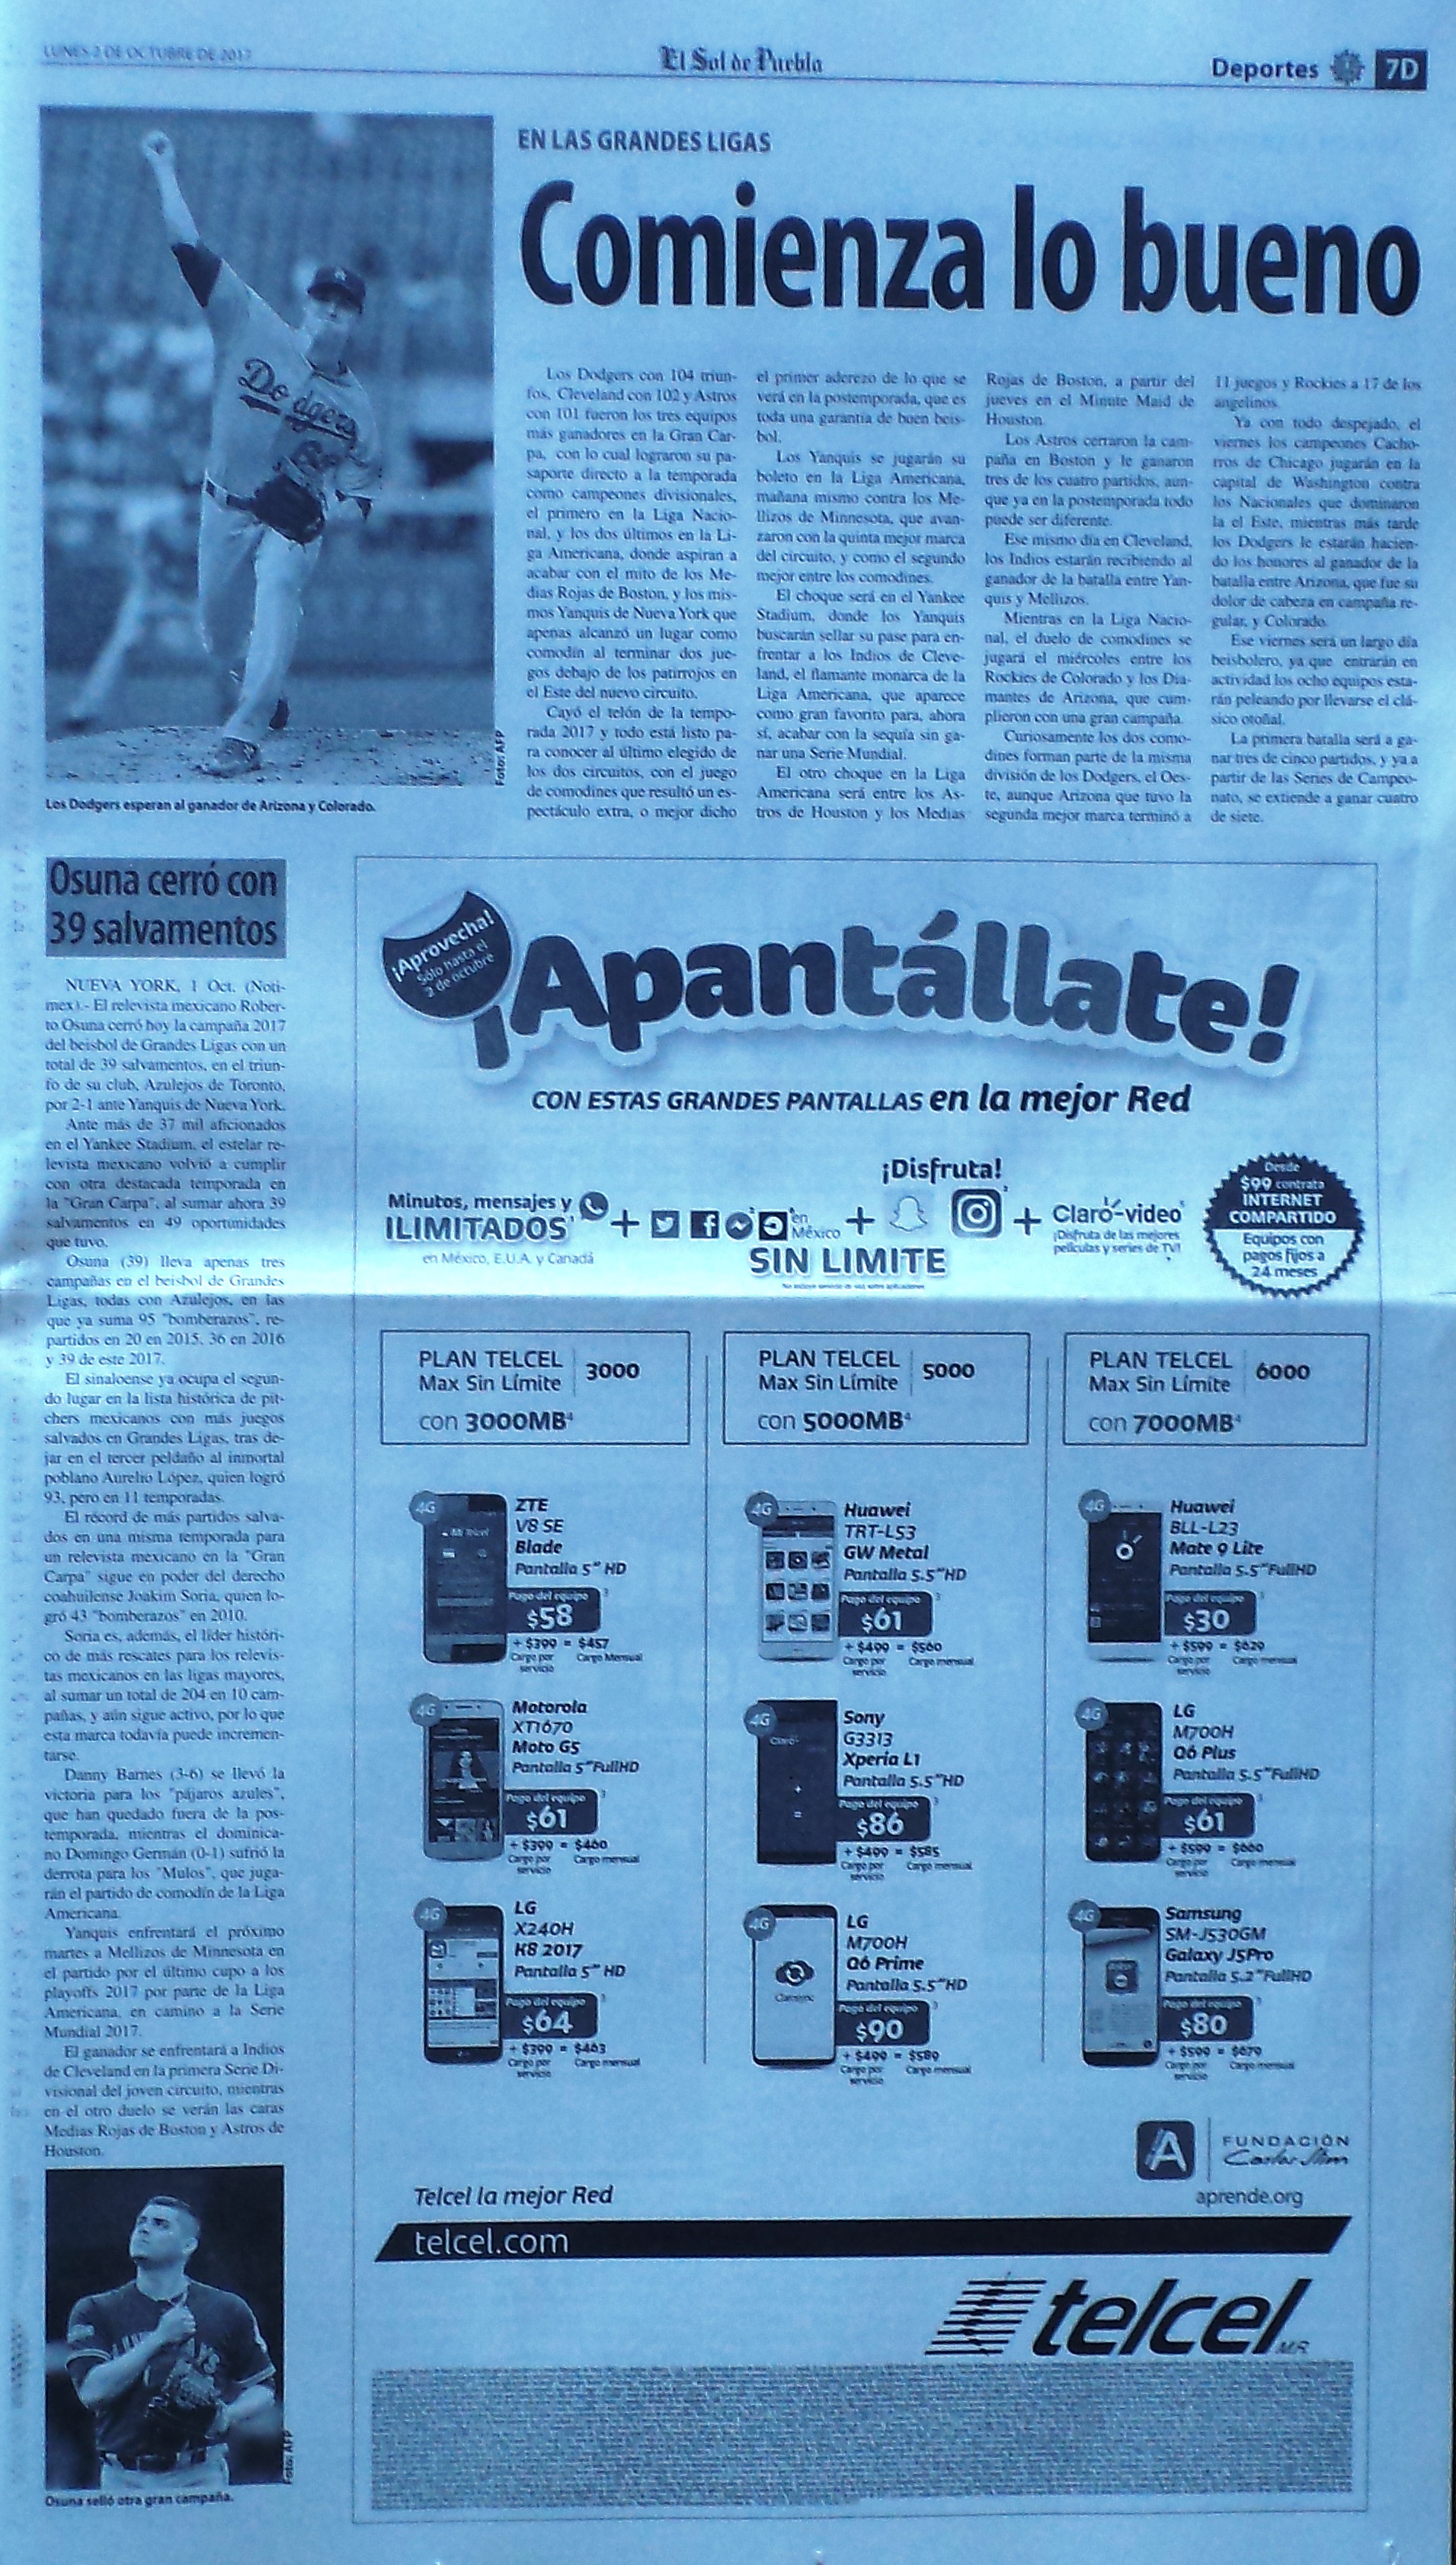 LUNES 2 DE OCTUBRE DE 2017
El Sol de Puebla
Deportes 7D
EN LAS GRANDES LIGAS
Comienza lo bueno
Los Dodgers con 104 triun-
fos, Cleveland con 102 y Astros
con 101 fueron los tres equipos
más ganadores en la Gran Car-
pa, con lo cual lograron su pa-
saporte directo a la temporada
como campeones divisionales,
el primero en la Liga Nacio-
nal, y los dos últimos en la Li-
ga Americana, donde aspiran a
acabar con el mito de los Me-
dias Rojas de Boston, y los mis-
mos Yanquis de Nueva York que
apenas alcanzó un lugar como
comodín al terminar dos jue-
gos debajo de los patirrojos en
el Este del nuevo circuito.
Cayó el telón de la tempo-
rada 2017 y todo está listo pa-
ra conocer al último elegido de
los dos circuitos, con el juego
de comodines que resultó un es-
pectáculo extra, o mejor dicho
el primer aderezo de lo que se
verá en la postemporada, que es
toda una garantía de buen beis-
bol.
Los Yanquis se jugarán su
boleto en la Liga Americana,
mañana mismo contra los Me-
llizos de Minnesota, que avan-
zaron con la quinta mejor marca
del circuito, y como el segundo
mejor entre los comodines.
El choque será en el Yankee
Stadium, donde los Yanquis
buscarán sellar su pase para en-
frentar a los Indios de Cleve-
land, el flamante monarca de la
Liga Americana, que aparece
como gran favorito para, ahora
sí, acabar con la sequía sin ga-
nar una Serie Mundial.
El otro choque en la Liga
Americana será entre los As-
tros de Houston y los Medias
Rojas de Boston, a partir del
jueves en el Minute Maid de
Houston.
Los Astros cerraron la cam-
paña en Boston y le ganaron
tres de los cuatro partidos, aun-
que ya en la postemporada todo
puede ser diferente.
Ese mismo día en Cleveland,
los Indios estarán recibiendo al
ganador de la batalla entre Yan-
quis y Mellizos.
Mientras en la Liga Nacio-
nal, el duelo de comodines se
jugará el miércoles entre los
Rockies de Colorado y los Dia-
mantes de Arizona, que cum-
plieron con una gran campaña.
Curiosamente los dos como-
dines forman parte de la misma
división de los Dodgers, el Oes-
te, aunque Arizona que tuvo la
segunda mejor marca terminó a
11 juegos y Rockies a 17 de los
angelinos.
Ya con todo despejado, el
viernes los campeones Cacho-
rros de Chicago jugarán en la
capital de Washington contra
los Nacionales que dominaron
la el Este, mientras más tarde
los Dodgers le estarán hacien-
do los honores al ganador de la
batalla entre Arizona, que fue su
dolor de cabeza en campaña re-
gular, y Colorado.
Ese viernes será un largo día
beisbolero, ya que entrarán en
actividad los ocho equipos esta-
rán peleando por llevarse el clá-
sico otoñal.
La primera batalla será a ga-
nar tres de cinco partidos, y ya a
partir de las Series de Campeo-
nato, se extiende a ganar cuatro
de siete.
Dodgers
Foto: AFP
Los Dodgers esperan al ganador de Arizona y Colorado.
Osuna cerró con
39 salvamentos
NUEVA YORK, 1 Oct. (Noti-
mex).- El relevista mexicano Rober-
to Osuna cerró hoy la campaña 2017
del beisbol de Grandes Ligas con un
total de 39 salvamentos, en el triun-
fo de su club, Azulejos de Toronto,
por 2-1 ante Yanquis de Nueva York.
Ante más de 37 mil aficionados
en el Yankee Stadium, el estelar re-
levista mexicano volvió a cumplir
con otra destacada temporada en
la "Gran Carpa", al sumar ahora 39
salvamentos en 49 oportunidades
que tuvo.
Osuna (39) lleva apenas tres
campañas en el beisbol de Grandes
Ligas, todas con Azulejos, en las
que ya suma 95 "bomberazos", re-
partidos en 20 en 2015, 36 en 2016
y 39 de este 2017.
El sinaloense ya ocupa el segun-
do lugar en la lista histórica de pit-
chers mexicanos con más juegos
salvados en Grandes Ligas, tras de-
jar en el tercer peldaño al inmortal
poblano Aurelio López, quien logró
93, pero en 11 temporadas.
El récord de más partidos salva-
dos en una misma temporada para
un relevista mexicano en la "Gran
Carpa" sigue en poder del derecho
coahuilense Joakim Soria, quien lo-
gró 43 "bomberazos" en 2010.
Soria es, además, el líder históri-
co de más rescates para los relevis-
tas mexicanos en las ligas mayores,
al sumar un total de 204 en 10 cam-
pañas, y aún sigue activo, por lo que
esta marca todavía puede incremen-
tarse.
Danny Barnes (3-6) se llevó la
victoria para los "pájaros azules",
que han quedado fuera de la pos-
temporada, mientras el dominica-
no Domingo Germán (0-1) sufrió la
derrota para los "Mulos", que juga-
rán el partido de comodín de la Liga
Americana.
Yanquis enfrentará el próximo
martes a Mellizos de Minnesota en
el partido por el último cupo a los
playoffs 2017 por parte de la Liga
Americana, en camino a la Serie
Mundial 2017.
El ganador se enfrentará a Indios
de Cleveland en la primera Serie Di-
visional del joven circuito, mientras
en el otro duelo se verán las caras
Medias Rojas de Boston y Astros de
Houston.
Foto: AFP
Osuna selló otra gran campaña.
¡Aprovecha!
Sólo hasta el
2 de octubre
¡Apantállate!
CON ESTAS GRANDES PANTALLAS en la mejor Red
¡Disfruta!
Minutos, mensajes y
ILIMITADOS
en México, E.U.A. y Canadá
+ en México + + Claro-video
SIN LIMITE
¡Disfruta de las mejores
películas y series de TV!
Desde
$99 contrata
INTERNET
COMPARTIDO
Equipos con
pagos fijos a
24 meses
PLAN TELCEL
Max Sin Límite 3000
con 3000MB⁴
ZTE
V8 SE
Blade
Pantalla 5" HD
Pago del equipo
$58
+ $399 = $457
Cargo por servicio Cargo Mensual
Motorola
XT1670
Moto G5
Pantalla 5"FullHD
Pago del equipo
$61
+ $399 = $460
Cargo por servicio Cargo mensual
LG
X240H
K8 2017
Pantalla 5" HD
Pago del equipo
$64
+ $399 = $463
Cargo por servicio Cargo mensual
PLAN TELCEL
Max Sin Límite 5000
con 5000MB⁴
Huawei
TRT-L53
GW Metal
Pantalla 5.5"HD
Pago del equipo
$61
+ $499 = $560
Cargo por servicio Cargo mensual
Sony
G3313
Xperia L1
Pantalla 5.5"HD
Pago del equipo
$86
+ $499 = $585
Cargo por servicio Cargo mensual
LG
M700H
Q6 Prime
Pantalla 5.5"HD
Pago del equipo
$90
+ $499 = $589
Cargo por servicio Cargo mensual
PLAN TELCEL
Max Sin Límite 6000
con 7000MB⁴
Huawei
BLL-L23
Mate 9 Lite
Pantalla 5.5"FullHD
Pago del equipo
$30
+ $599 = $629
Cargo por servicio Cargo mensual
LG
M700H
Q6 Plus
Pantalla 5.5"FullHD
Pago del equipo
$61
+ $599 = $660
Cargo por servicio Cargo mensual
Samsung
SM-J530GM
Galaxy J5Pro
Pantalla 5.2"FullHD
Pago del equipo
$80
+ $599 = $679
Cargo por servicio Cargo mensual
FUNDACIÓN
Carlos Slim
aprende.org
Telcel la mejor Red
telcel.com
telcel MR